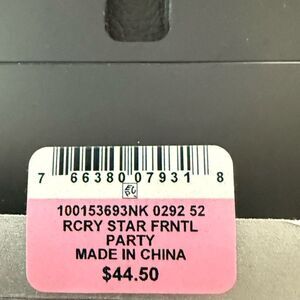 7 66380 07931 8
100153693NK 0292 52
RCRY STAR FRNTL
PARTY
MADE IN CHINA
$44.50